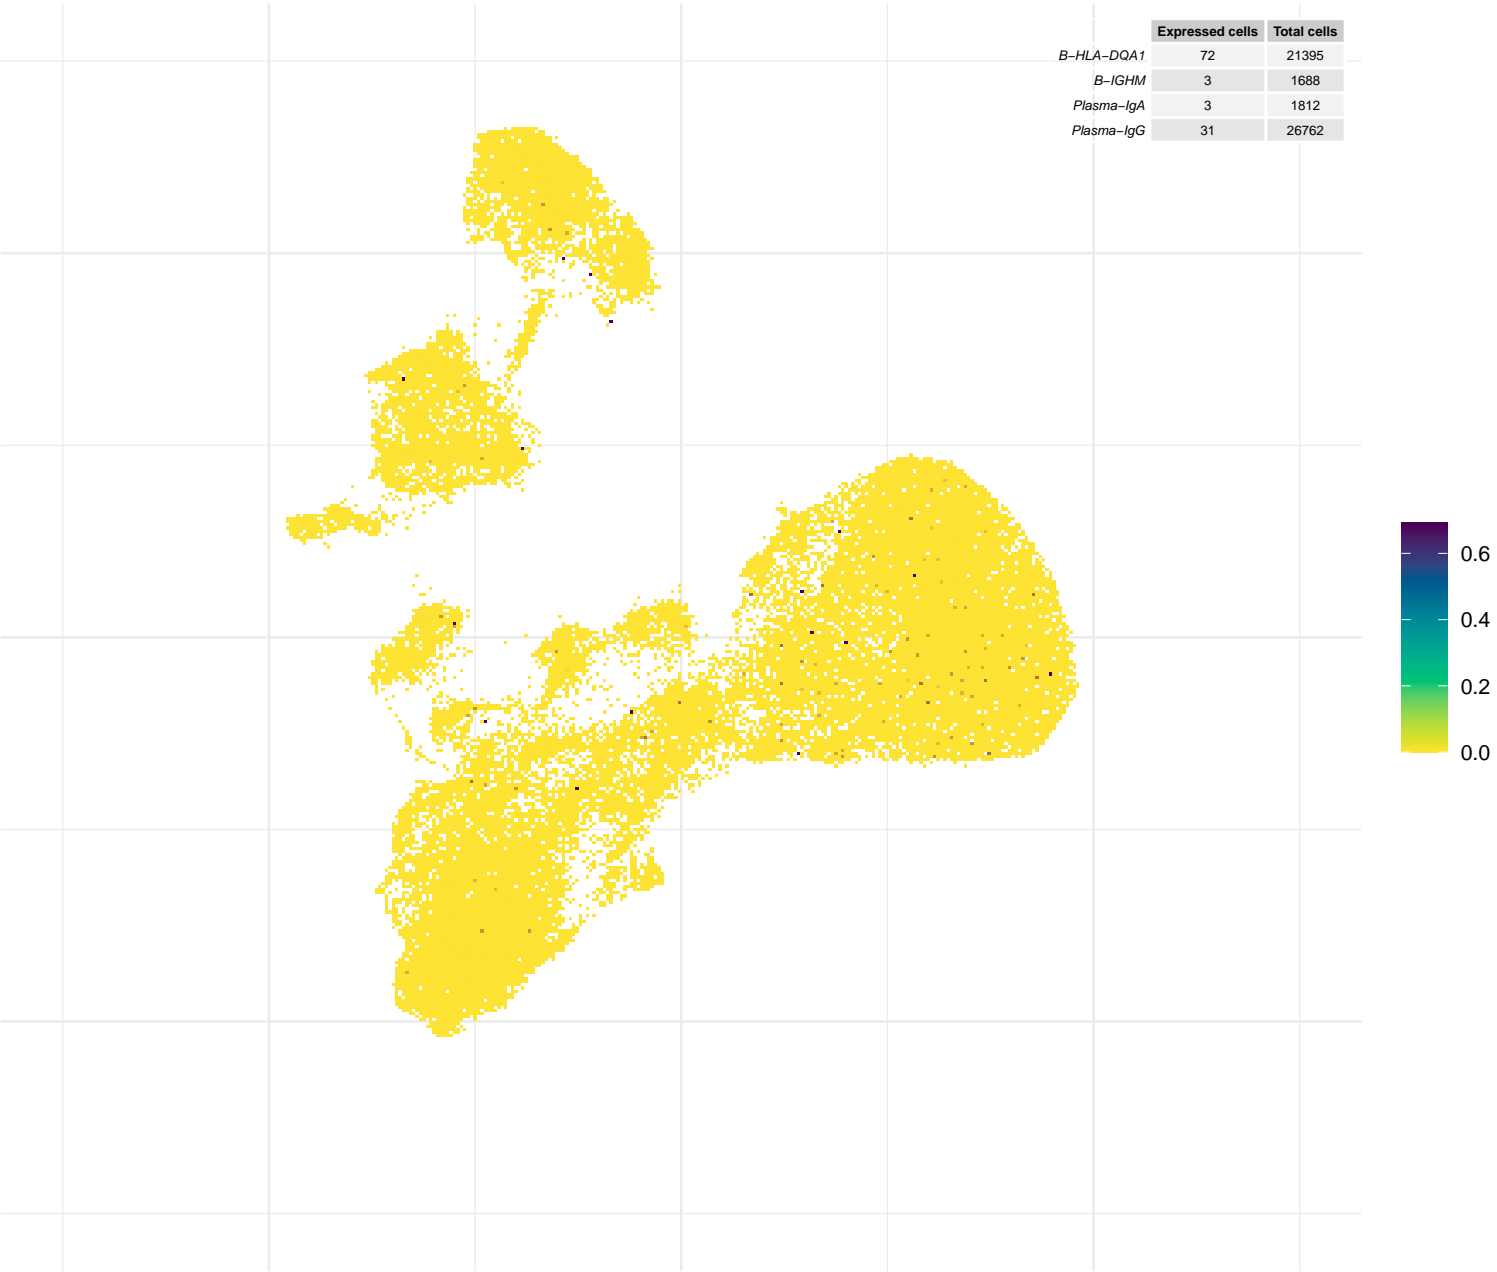 Expressed cells Total cells
B−HLA−DQA1 72 21395
B−IGHM 3 1688
Plasma−IgA 3 1812
Plasma−IgG 31 26762
0.6
0.4
0.2
0.0